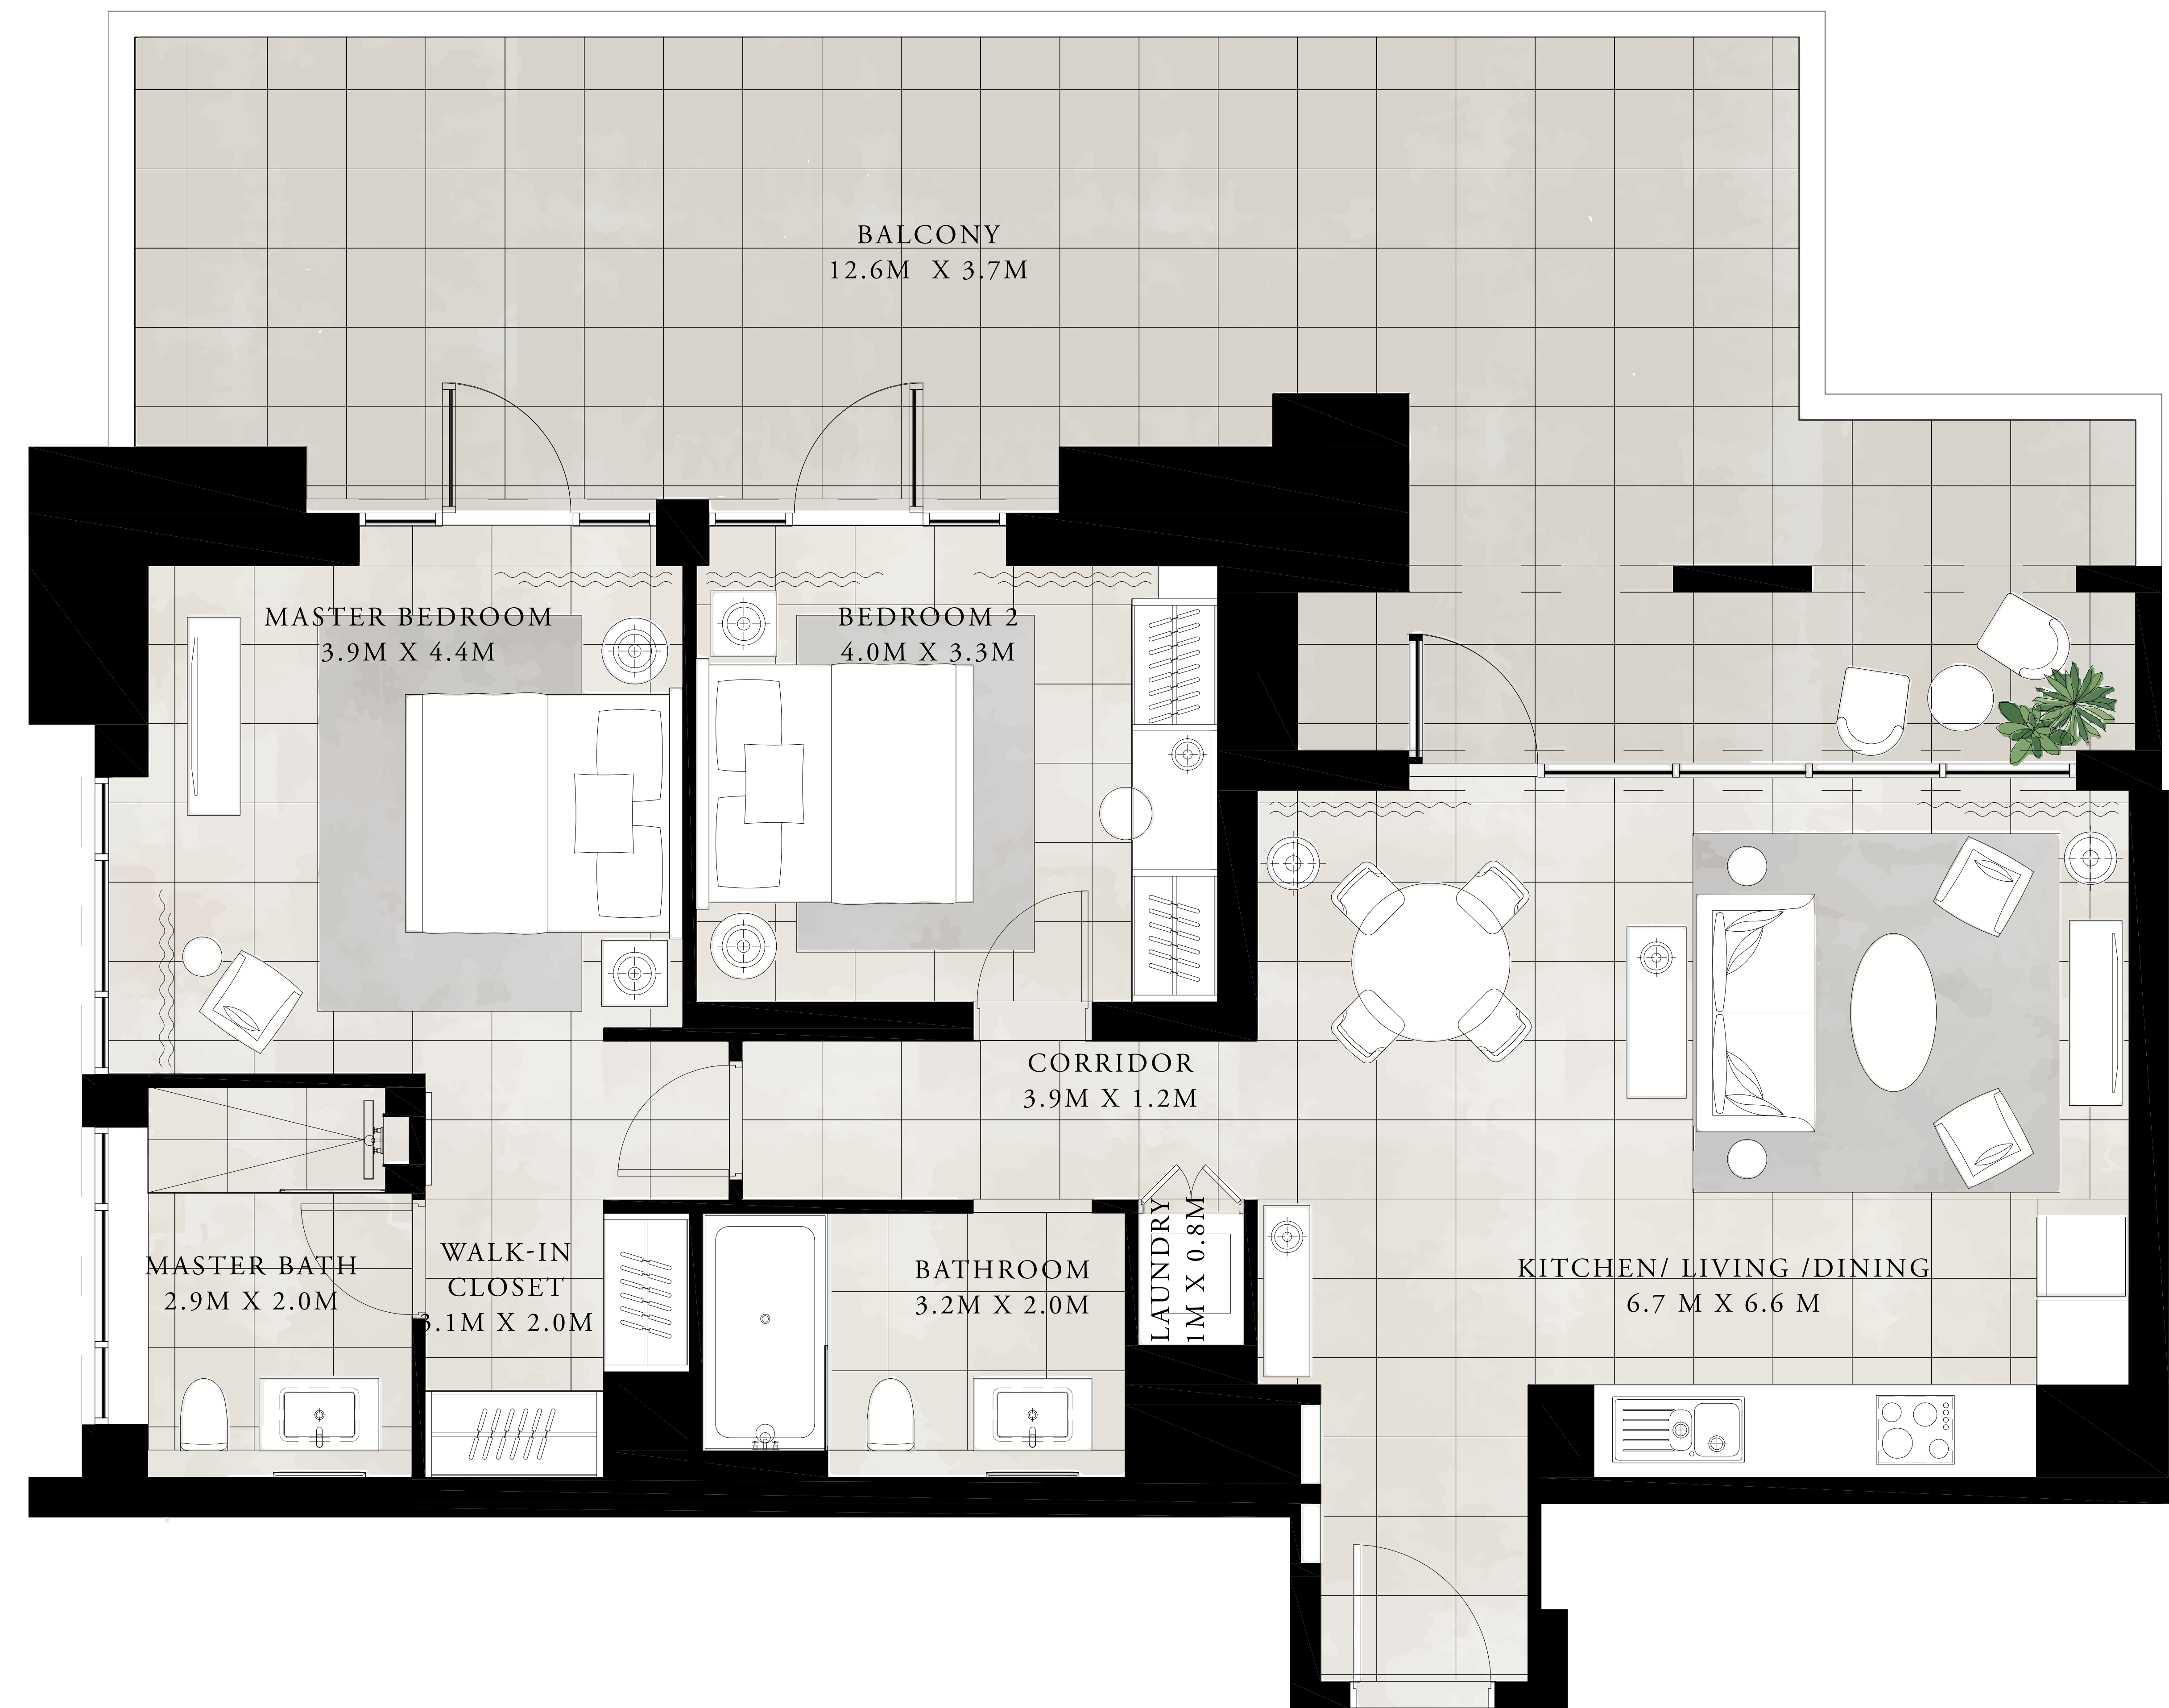 BALCONY
12.6M X 3.7M
MASTER BEDROOM
3.9M X 4.4M
BEDROOM 2
4.0M X 3.3M
CORRIDOR
3.9M X 1.2M
MASTER BATH
2.9M X 2.0M
WALK-IN
CLOSET
3.1M X 2.0M
BATHROOM
3.2M X 2.0M
LAUNDRY
1M X 0.8M
KITCHEN/ LIVING /DINING
6.7 M X 6.6 M